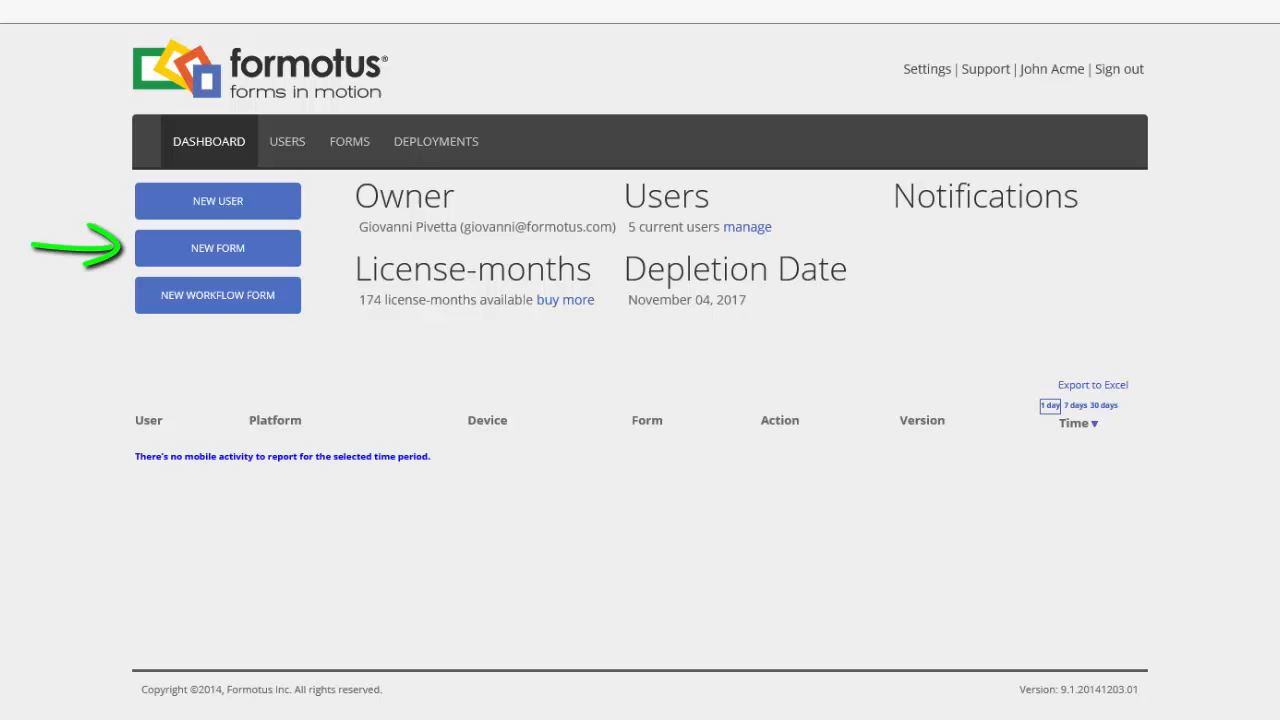 formotus®
forms in motion
Settings | Support | John Acme | Sign out
DASHBOARD USERS FORMS DEPLOYMENTS
NEW USER
NEW FORM
NEW WORKFLOW FORM
Owner
Giovanni Pivetta (giovanni@formotus.com)
Users
5 current users manage
Notifications
License-months
174 license-months available buy more
Depletion Date
November 04, 2017
Export to Excel
1 day 7 days 30 days
User Platform Device Form Action Version Time
There's no mobile activity to report for the selected time period.
Copyright ©2014, Formotus Inc. All rights reserved.
Version: 9.1.20141203.01